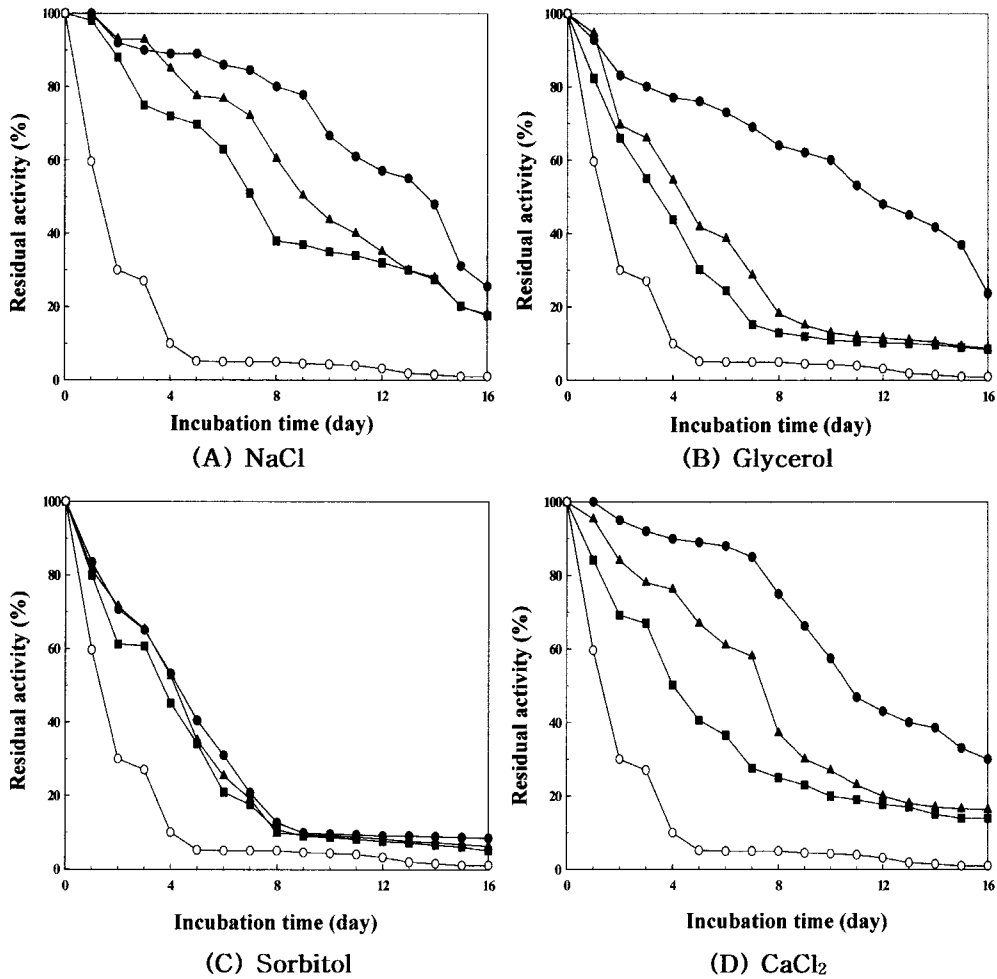 Residual activity (%)
100
80
60
40
20
0
0 4 8 12 16
Incubation time (day)
(A) NaCl
Residual activity (%)
100
80
60
40
20
0
0 4 8 12 16
Incubation time (day)
(B) Glycerol
Residual activity (%)
100
80
60
40
20
0
0 4 8 12 16
Incubation time (day)
(C) Sorbitol
Residual activity (%)
100
80
60
40
20
0
0 4 8 12 16
Incubation time (day)
(D) CaCl₂